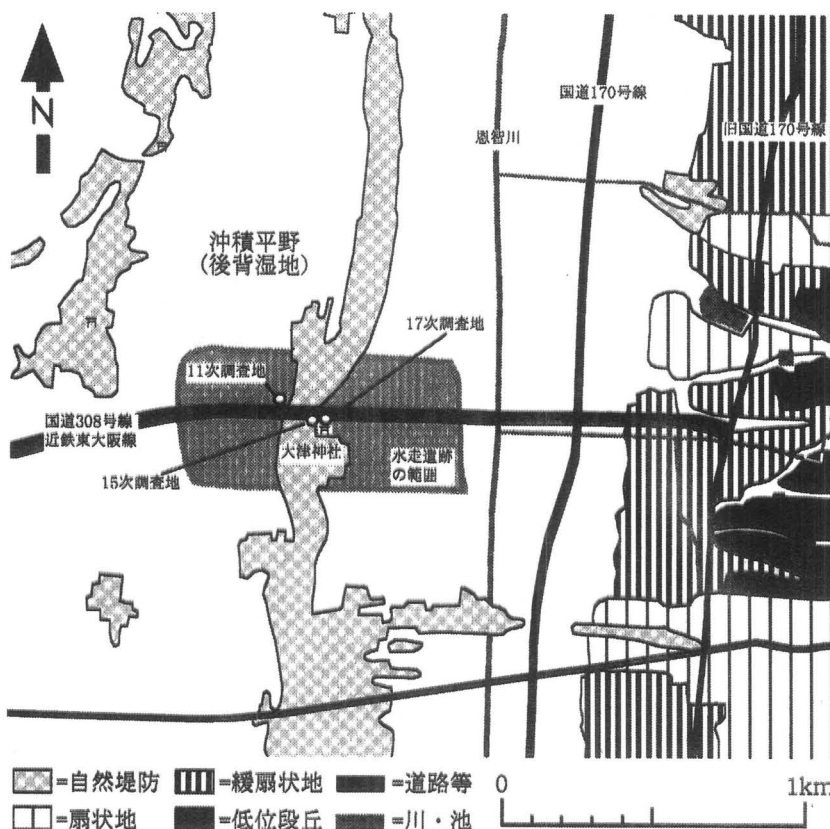 N
国道170号線
旧国道170号線
恩智川
沖積平野
(後背湿地)
17次調査地
11次調査地
国道308号線
近鉄東大阪線
大津神社
水走遺跡
の範囲
15次調査地
=自然堤防
=緩扇状地
=道路等
0
1km
=扇状地
=低位段丘
=川・池